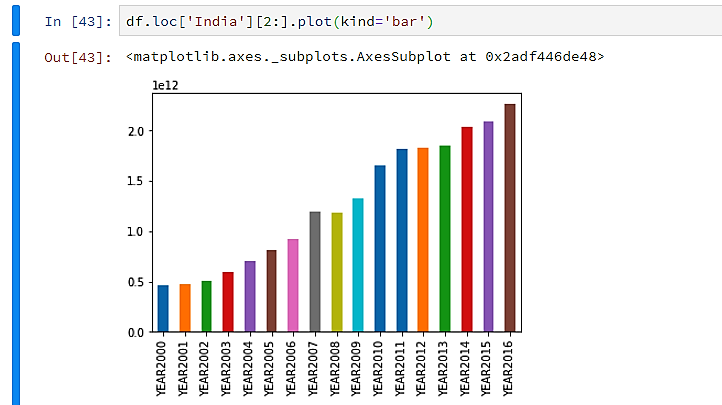 In [43]: df.loc['India'][2:].plot(kind='bar')
Out[43]: <matplotlib.axes._subplots.AxesSubplot at 0x2adf446de48>
1e12
2.0
1.5
1.0
0.5
0.0
YEAR2000 YEAR2001 YEAR2002 YEAR2003 YEAR2004 YEAR2005 YEAR2006 YEAR2007 YEAR2008 YEAR2009 YEAR2010 YEAR2011 YEAR2012 YEAR2013 YEAR2014 YEAR2015 YEAR2016